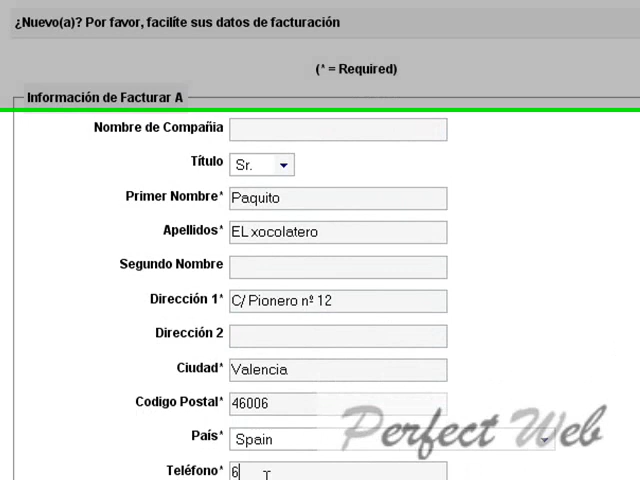 ¿Nuevo(a)? Por favor, facilíte sus datos de facturación
(* = Required)
Información de Facturar A
Nombre de Compañia
Título Sr.
Primer Nombre* Paquito
Apellidos* EL xocolatero
Segundo Nombre
Dirección 1* C/ Pionero nº 12
Dirección 2
Ciudad* Valencia
Codigo Postal* 46006
País* Spain
Perfect Web
Teléfono* 6